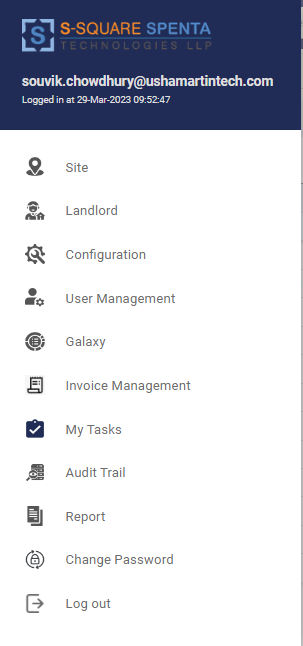 S-SQUARE SPENTA
TECHNOLOGIES LLP
souvik.chowdhury@ushamartintech.com
Logged in at 29-Mar-2023 09:52:47
Site
Landlord
Configuration
User Management
Galaxy
Invoice Management
My Tasks
Audit Trail
Report
Change Password
Log out